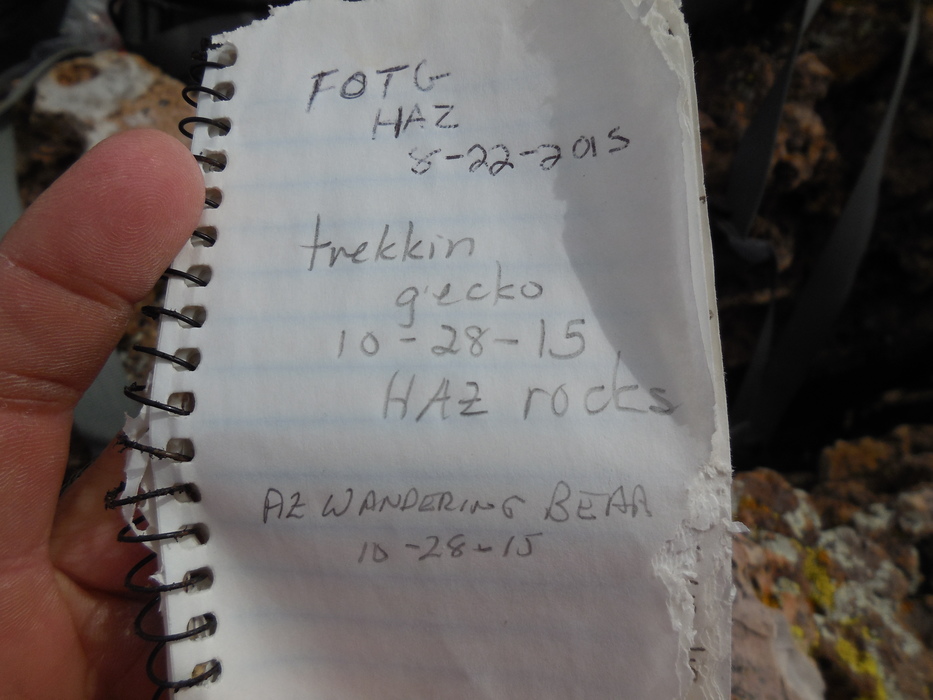 FOTG
HAZ
8-22-2015
trekkin
gecko
10-28-15
HAZ rocks
AZ WANDERING BEAR
10-28-15